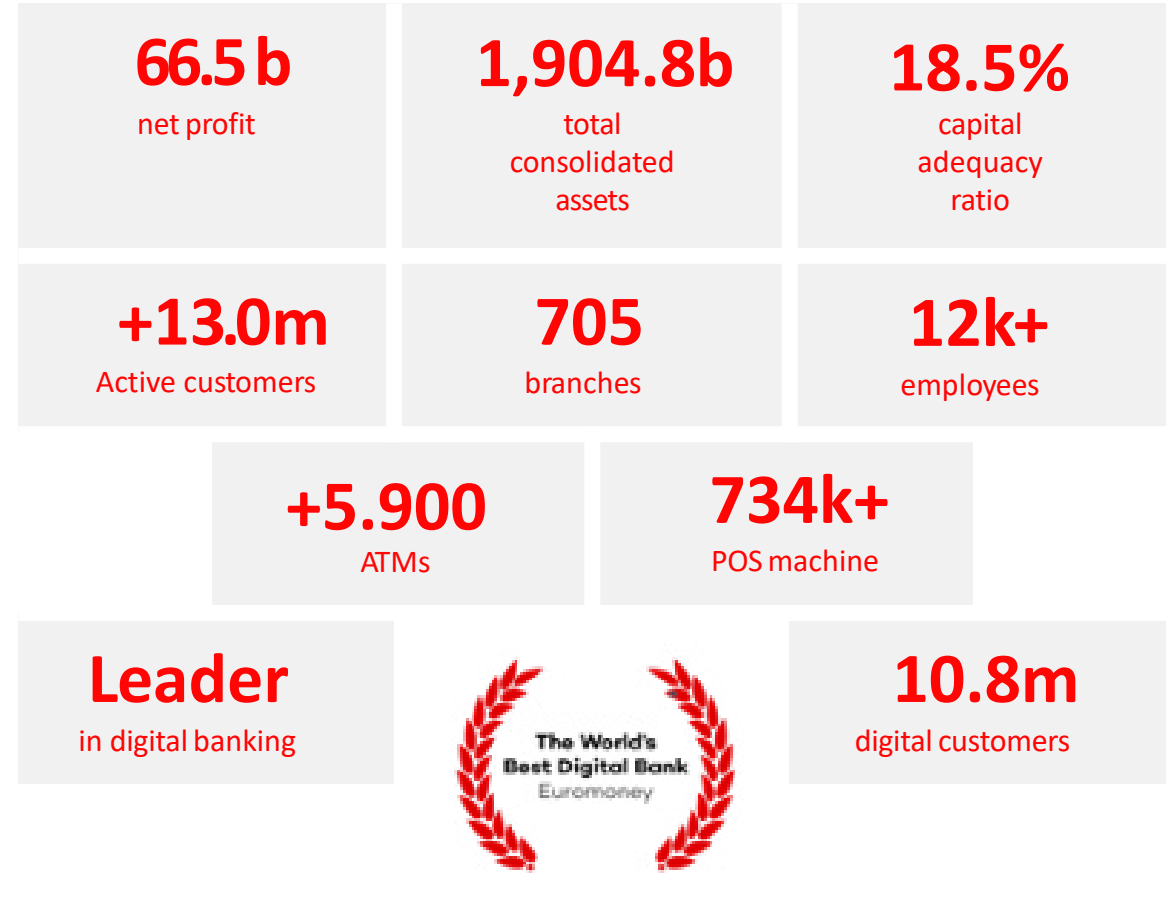 66.5 b
net profit
1,904.8b
total
consolidated
assets
18.5%
capital
adequacy
ratio
+13.0m
Active customers
705
branches
12k+
employees
+5.900
ATMs
734k+
POS machine
Leader
in digital banking
The World's
Best Digital Bank
Euromoney
10.8m
digital customers